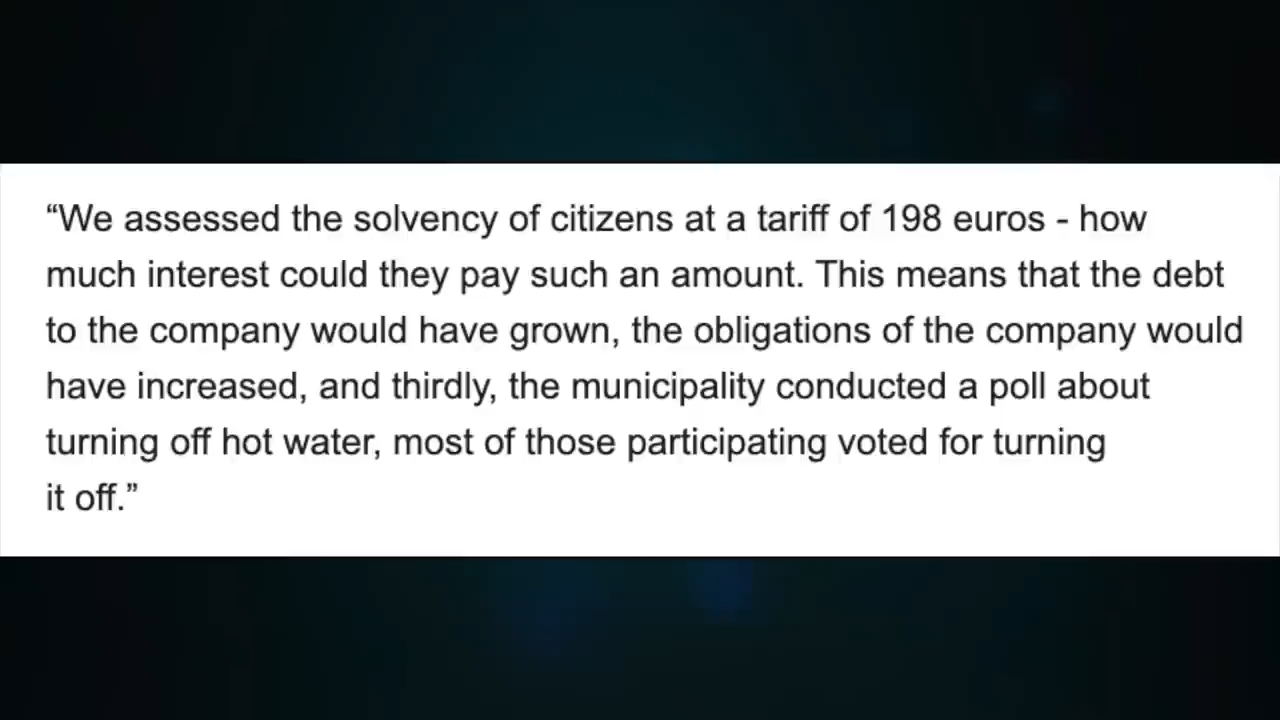 “We assessed the solvency of citizens at a tariff of 198 euros - how
much interest could they pay such an amount. This means that the debt
to the company would have grown, the obligations of the company would
have increased, and thirdly, the municipality conducted a poll about
turning off hot water, most of those participating voted for turning
it off.”